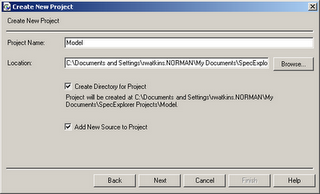 Create New Project
Create New Project
Project Name:
Model
Location:
C:\Documents and Settings\rwatkins.NORMAN\My Documents\SpecExplo
Browse...
Create Directory for Project
Project will be created at C:\Documents and Settings\rwatkins.NORMAN\My
Documents\SpecExplorer Projects\Model.
Add New Source to Project
Back
Next
Cancel
Finish
Help